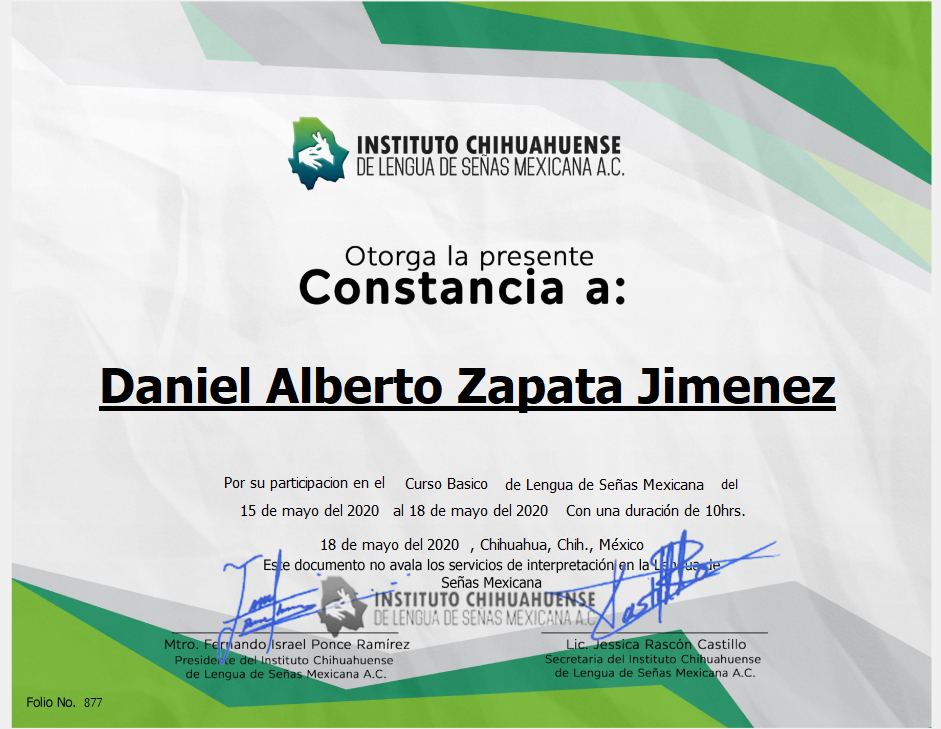 INSTITUTO CHIHUAHUENSE
DE LENGUA DE SEÑAS MEXICANA A.C.
Otorga la presente
Constancia a:
Daniel Alberto Zapata Jimenez
Por su participacion en el Curso Basico de Lengua de Señas Mexicana del
15 de mayo del 2020 al 18 de mayo del 2020 Con una duración de 10hrs.
18 de mayo del 2020 , Chihuahua, Chih., México
Este documento no avala los servicios de interpretación en la Lengua de
Señas Mexicana
INSTITUTO CHIHUAHUENSE
DE LENGUA DE SEÑAS MEXICANA A.C.
Mtro. Fernando Israel Ponce Ramírez
Presidente del Instituto Chihuahuense
de Lengua de Señas Mexicana A.C.
Lic. Jessica Rascón Castillo
Secretaria del Instituto Chihuahuense
de Lengua de Señas Mexicana A.C.
Folio No. 877